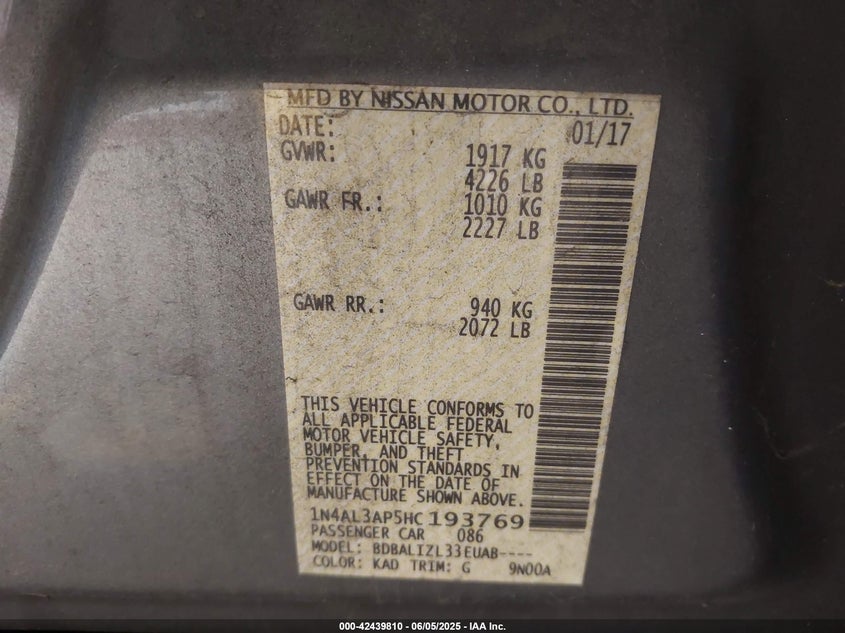 MFD BY NISSAN MOTOR CO., LTD.
DATE: 01/17
GVWR: 1917 KG
4226 LB
GAWR FR.: 1010 KG
2227 LB
GAWR RR.: 940 KG
2072 LB
THIS VEHICLE CONFORMS TO
ALL APPLICABLE FEDERAL
MOTOR VEHICLE SAFETY,
BUMPER, AND THEFT
PREVENTION STANDARDS IN
EFFECT ON THE DATE OF
MANUFACTURE SHOWN ABOVE.
1N4AL3AP5HC193769
PASSENGER CAR 086
MODEL: BDBALIZL33EUAB----
COLOR: KAD TRIM: G 9N00A
000-42439810 - 06/05/2025 - IAA Inc.